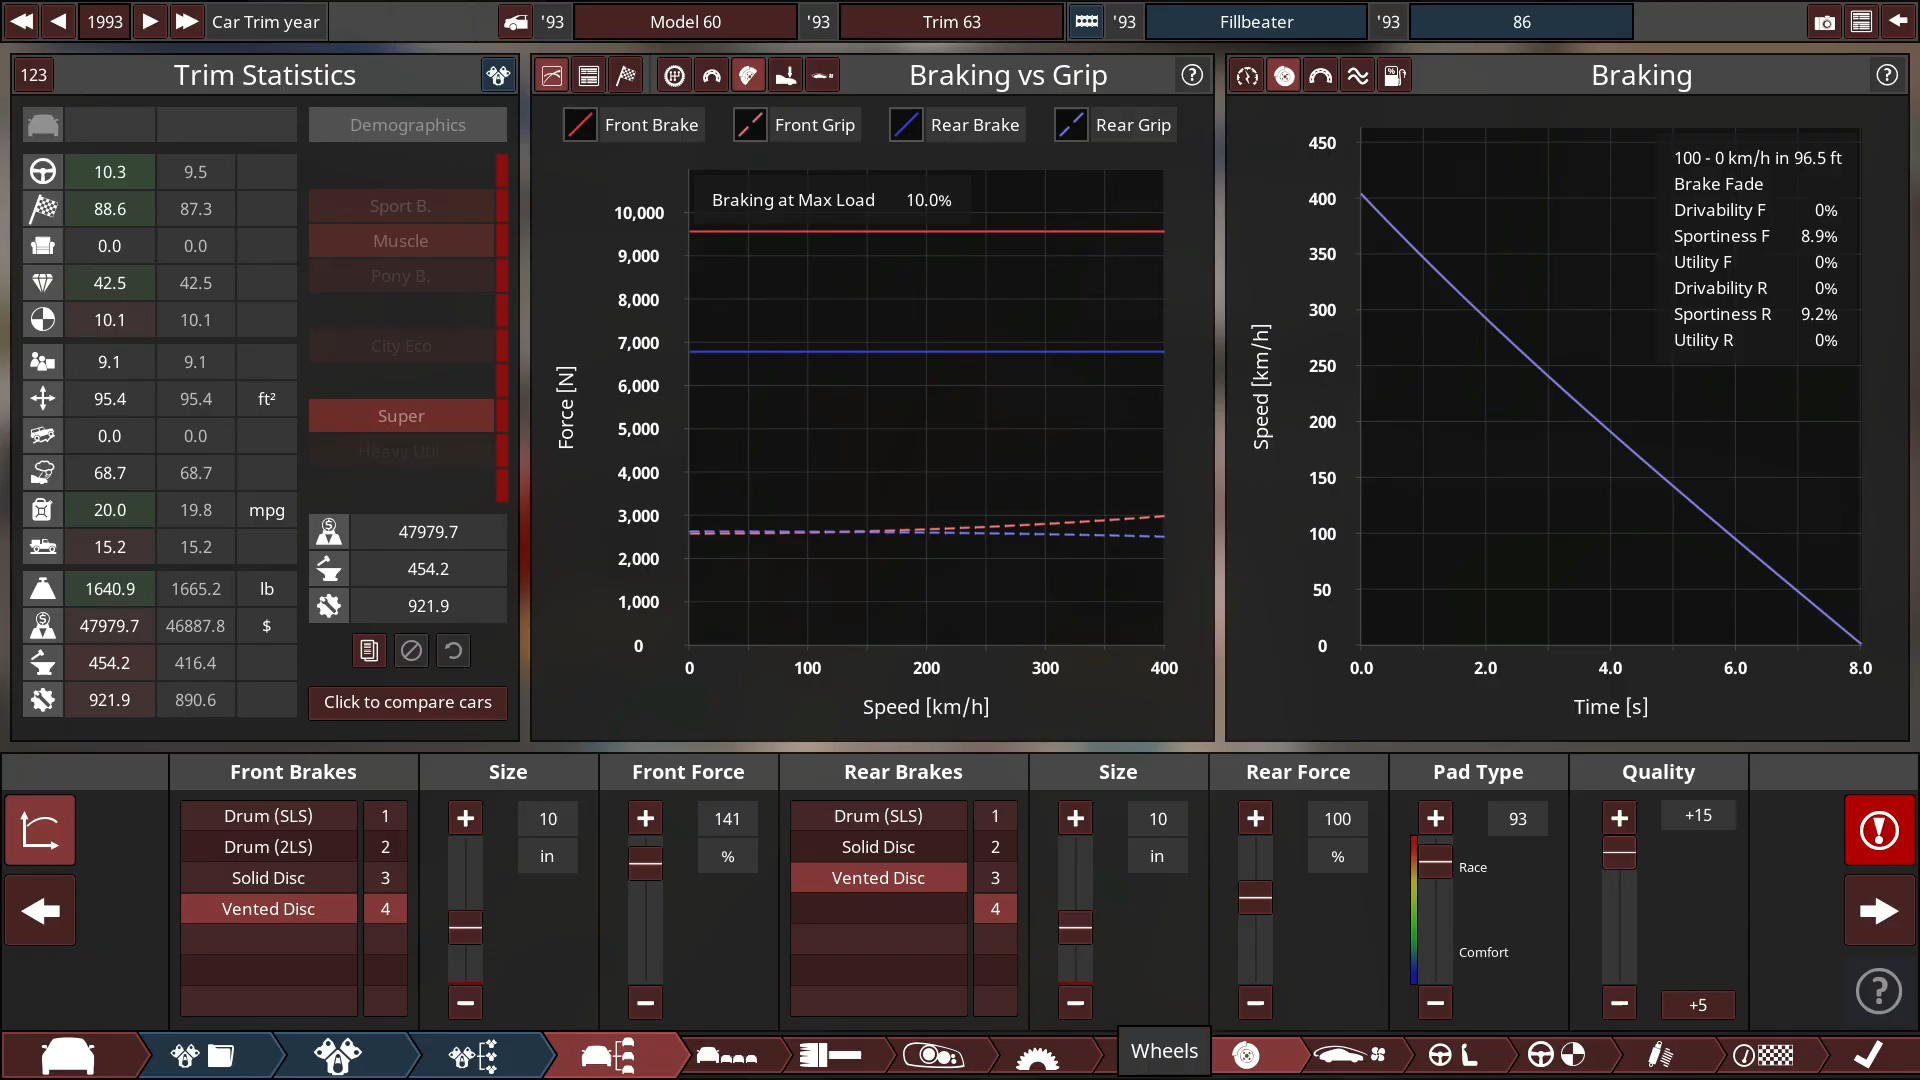 1993
Car Trim year
'93
Model 60
'93
Trim 63
'93
Fillbeater
'93
86
123
Trim Statistics
10.3 9.5
88.6 87.3
0.0 0.0
42.5 42.5
10.1 10.1
9.1 9.1
95.4 95.4 ft²
0.0 0.0
68.7 68.7
20.0 19.8 mpg
15.2 15.2
1640.9 1665.2 lb
47979.7 46887.8 $
454.2 416.4
921.9 890.6
Demographics
Sport B.
Muscle
Pony B.
City Eco
Super
Heavy Util
47979.7
454.2
921.9
Click to compare cars
Braking vs Grip
?
Front Brake
Front Grip
Rear Brake
Rear Grip
Braking at Max Load 10.0%
Force [N]
10,000
9,000
8,000
7,000
6,000
5,000
4,000
3,000
2,000
1,000
0
0 100 200 300 400
Speed [km/h]
Braking
?
100 - 0 km/h in 96.5 ft
Brake Fade
Drivability F 0%
Sportiness F 8.9%
Utility F 0%
Drivability R 0%
Sportiness R 9.2%
Utility R 0%
Speed [km/h]
450
400
350
300
250
200
150
100
50
0
0.0 2.0 4.0 6.0 8.0
Time [s]
Front Brakes
Drum (SLS) 1
Drum (2LS) 2
Solid Disc 3
Vented Disc 4
Size
10
in
Front Force
141
%
Rear Brakes
Drum (SLS) 1
Solid Disc 2
Vented Disc 3
4
Size
10
in
Rear Force
100
%
Pad Type
93
Race
Comfort
Quality
+15
+5
?
Wheels